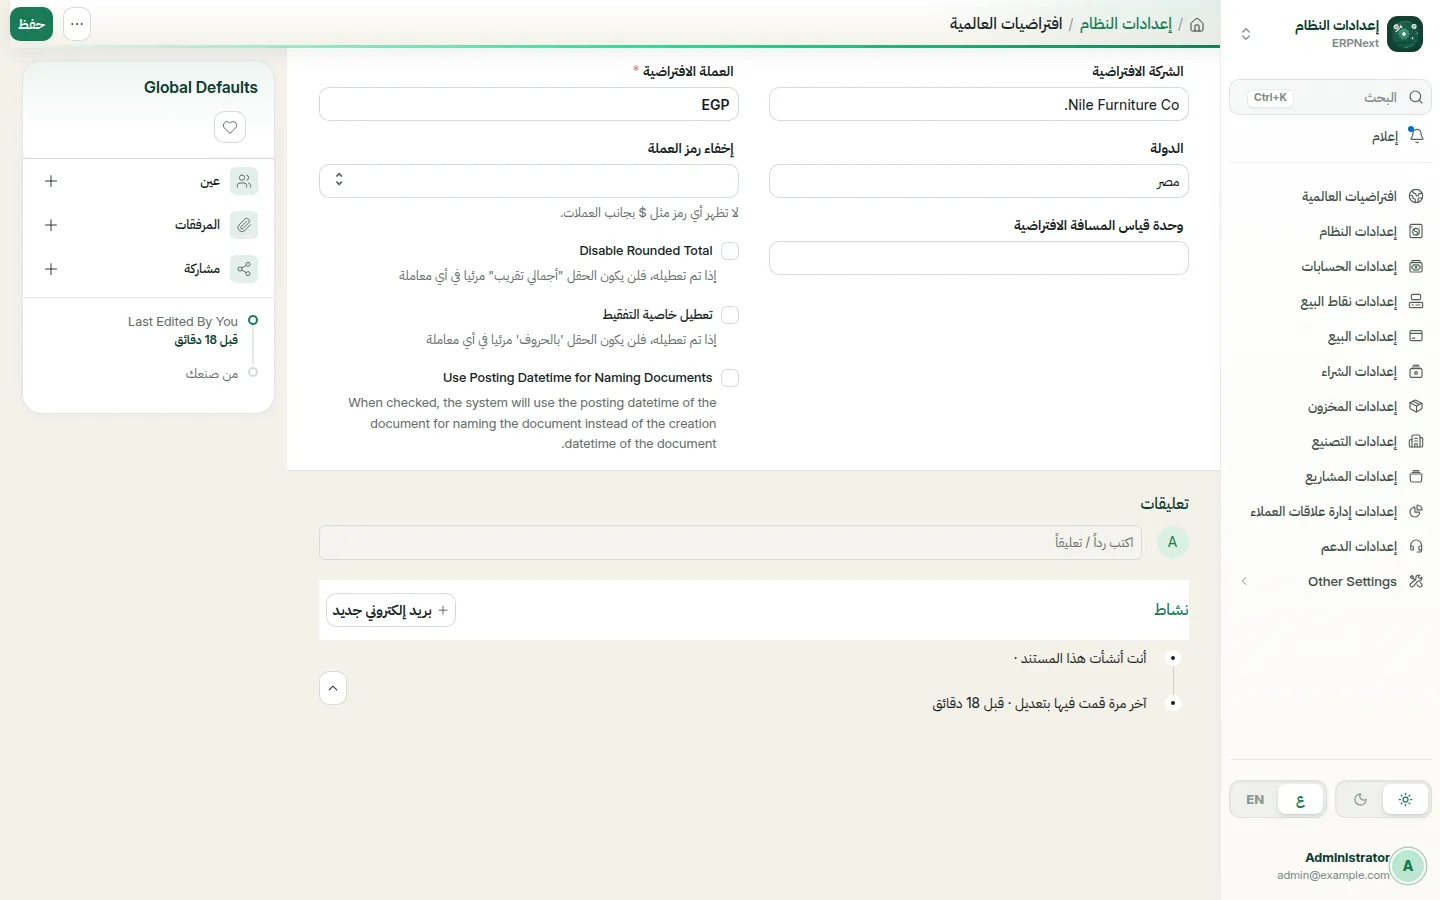 إعدادات النظام
ERPNext
البحث
Ctrl+K
إعلام
افتراضيات العالمية
إعدادات النظام
إعدادات الحسابات
إعدادات نقاط البيع
إعدادات البيع
إعدادات الشراء
إعدادات المخزون
إعدادات التصنيع
إعدادات المشاريع
إعدادات إدارة علاقات العملاء
إعدادات الدعم
Other Settings
ع
EN
Administrator
admin@example.com
A
/ إعدادات النظام / افتراضيات العالمية
...
حفظ
الشركة الافتراضية
Nile Furniture Co.
الدولة
مصر
وحدة قياس المسافة الافتراضية
العملة الافتراضية *
EGP
إخفاء رمز العملة
لا تظهر أي رمز مثل $ بجانب العملات.
Disable Rounded Total
إذا تم تعطيله، فلن يكون الحقل "أجمالي تقريب" مرئيا في أي معاملة
تعطيل خاصية التفقيط
إذا تم تعطيله، فلن يكون الحقل 'بالحروف' مرئيا في أي معاملة
Use Posting Datetime for Naming Documents
When checked, the system will use the posting datetime of the
document for naming the document instead of the creation
datetime of the document.
تعليقات
A
اكتب رداً / تعليقاً
نشاط
+ بريد إلكتروني جديد
أنت أنشأت هذا المستند ·
آخر مرة قمت فيها بتعديل · قبل 18 دقائق
Global Defaults
عين
المرفقات
مشاركة
Last Edited By You
قبل 18 دقائق
من صنعك